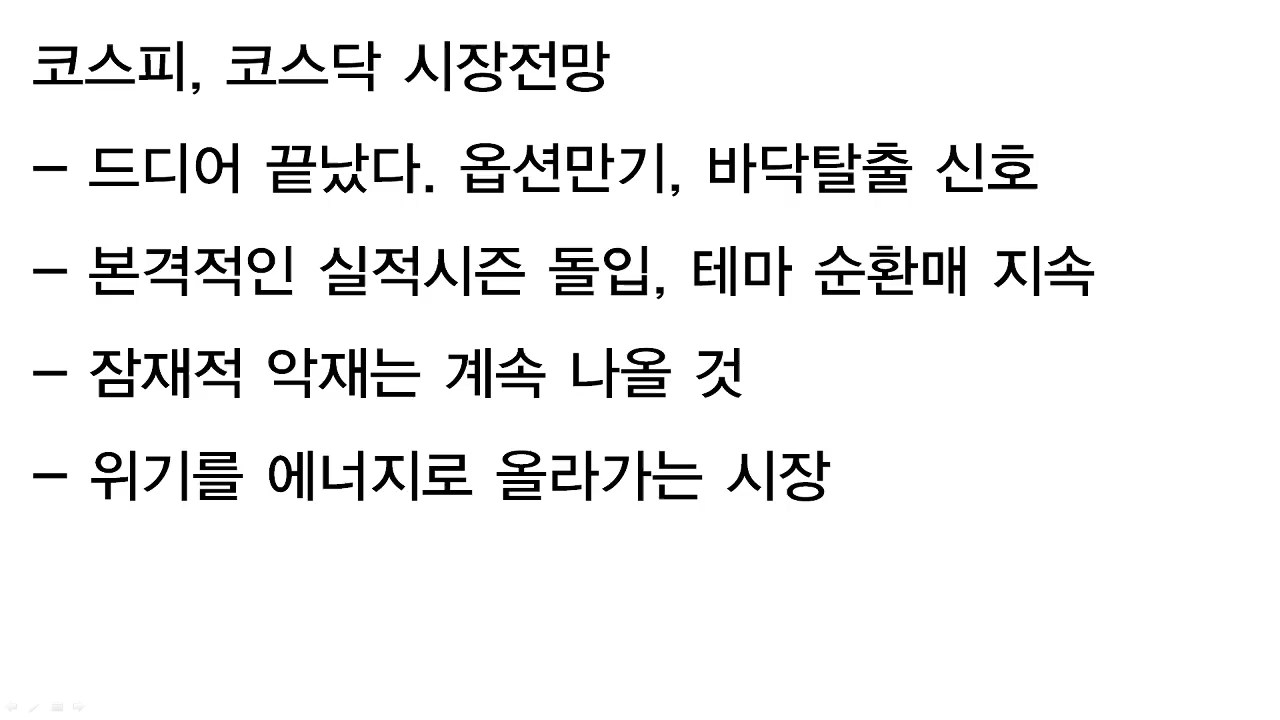 코스피, 코스닥 시장전망
- 드디어 끝났다. 옵션만기, 바닥탈출 신호
- 본격적인 실적시즌 돌입, 테마 순환매 지속
- 잠재적 악재는 계속 나올 것
- 위기를 에너지로 올라가는 시장